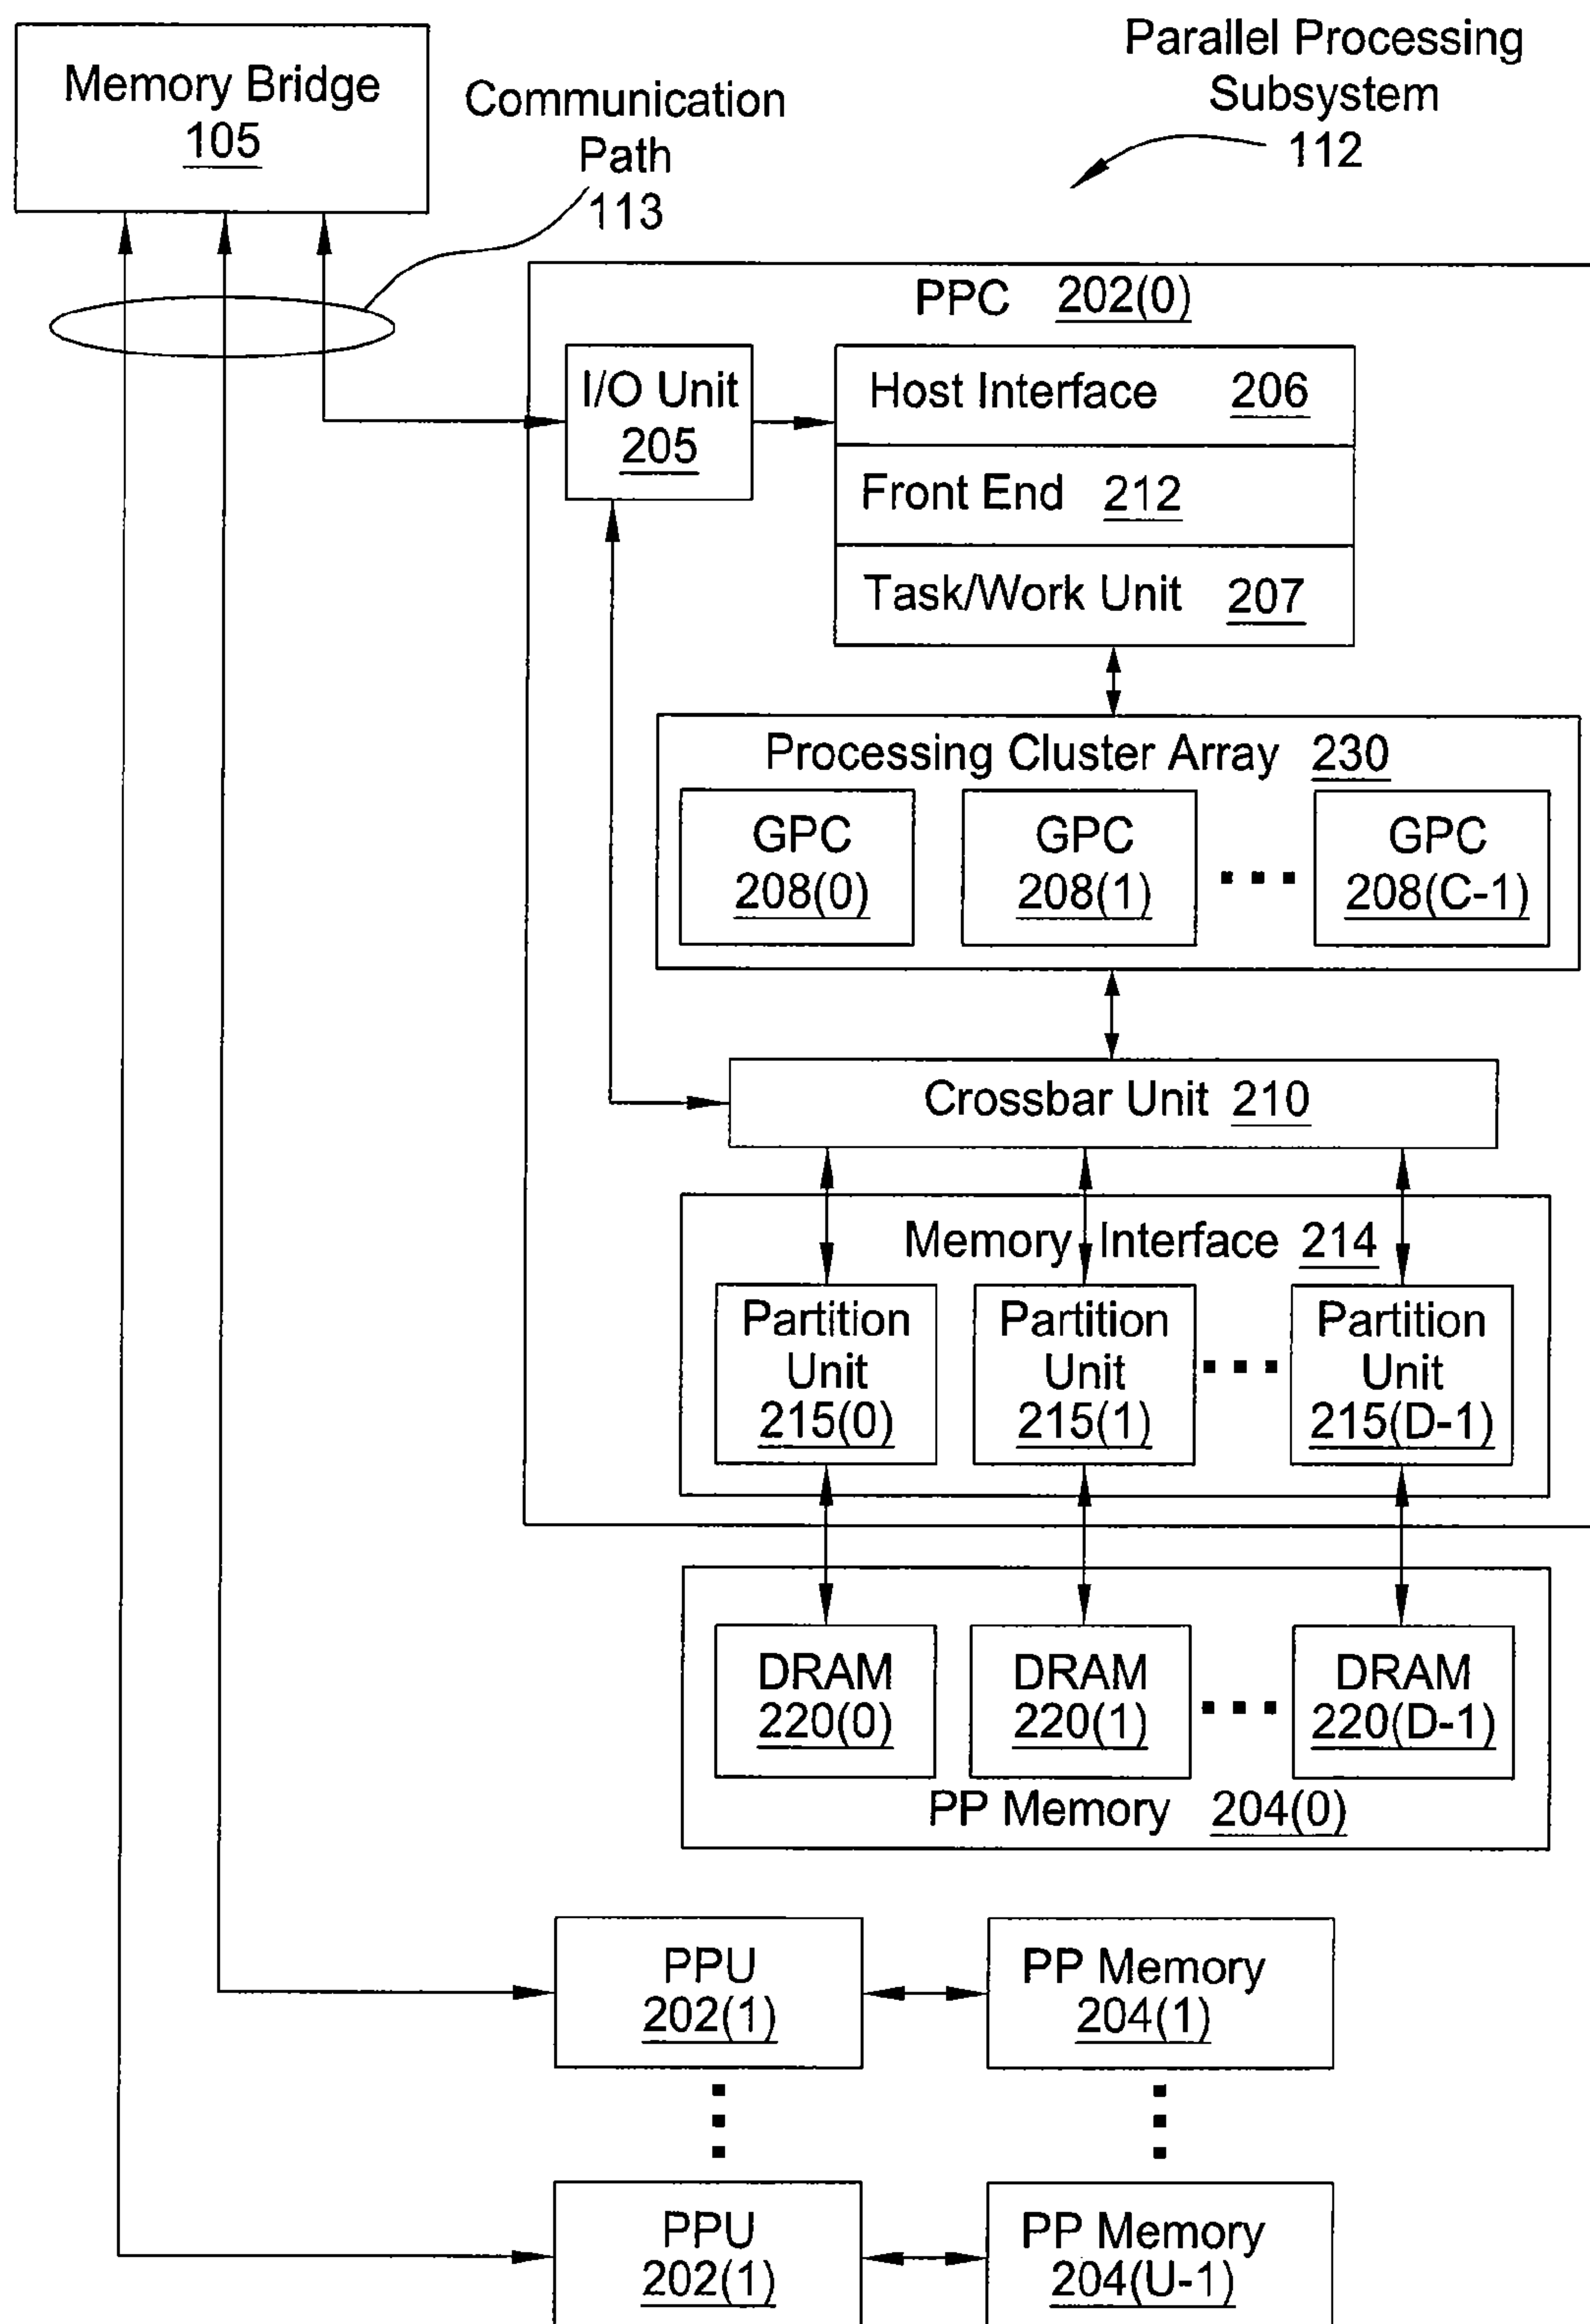 Memory Bridge
105
Communication
Path
113
Parallel Processing
Subsystem
112
PPC 202(0)
I/O Unit
205
Host Interface 206
Front End 212
Task/Work Unit 207
Processing Cluster Array 230
GPC
208(0)
GPC
208(1)
GPC
208(C-1)
Crossbar Unit 210
Memory Interface 214
Partition
Unit
215(0)
Partition
Unit
215(1)
Partition
Unit
215(D-1)
DRAM
220(0)
DRAM
220(1)
DRAM
220(D-1)
PP Memory 204(0)
PPU
202(1)
PP Memory
204(1)
PPU
202(1)
PP Memory
204(U-1)